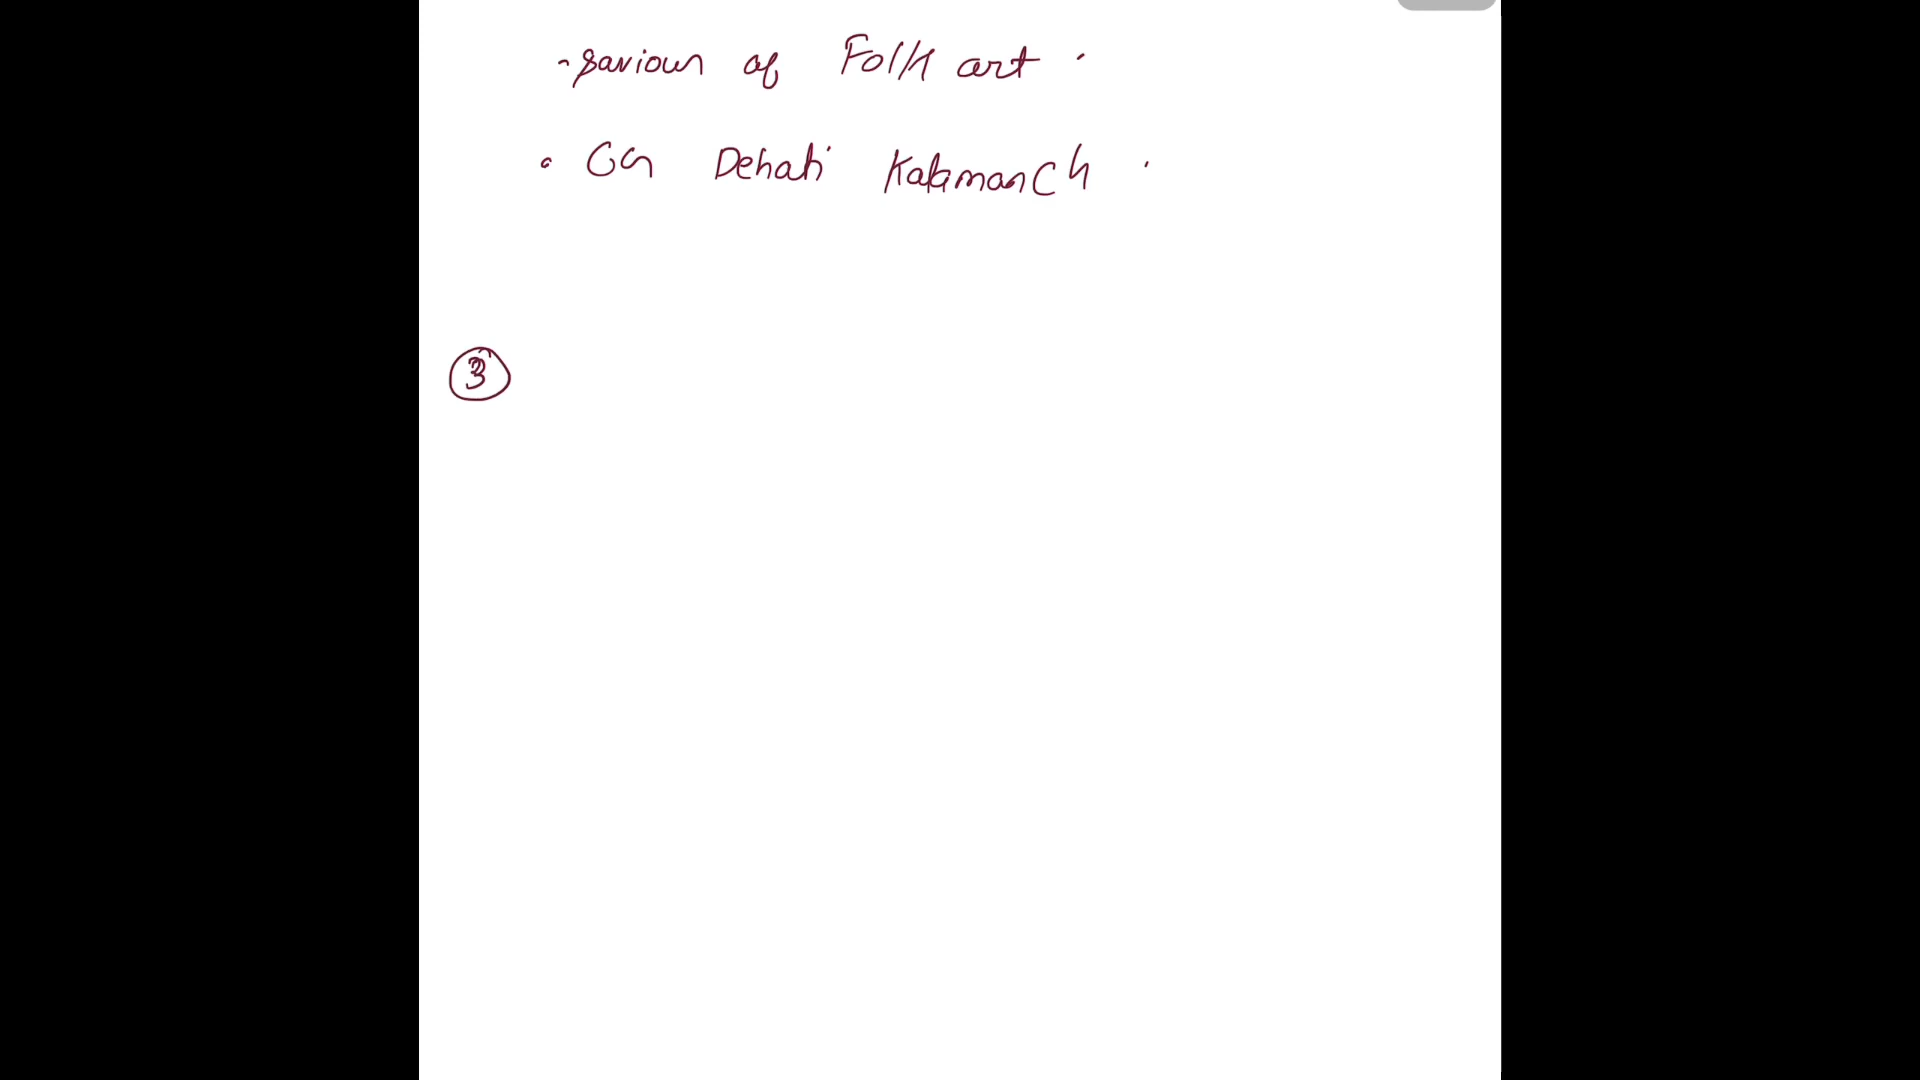 -saviour of Folk art .
• CG Dehati Kalamanch .
③